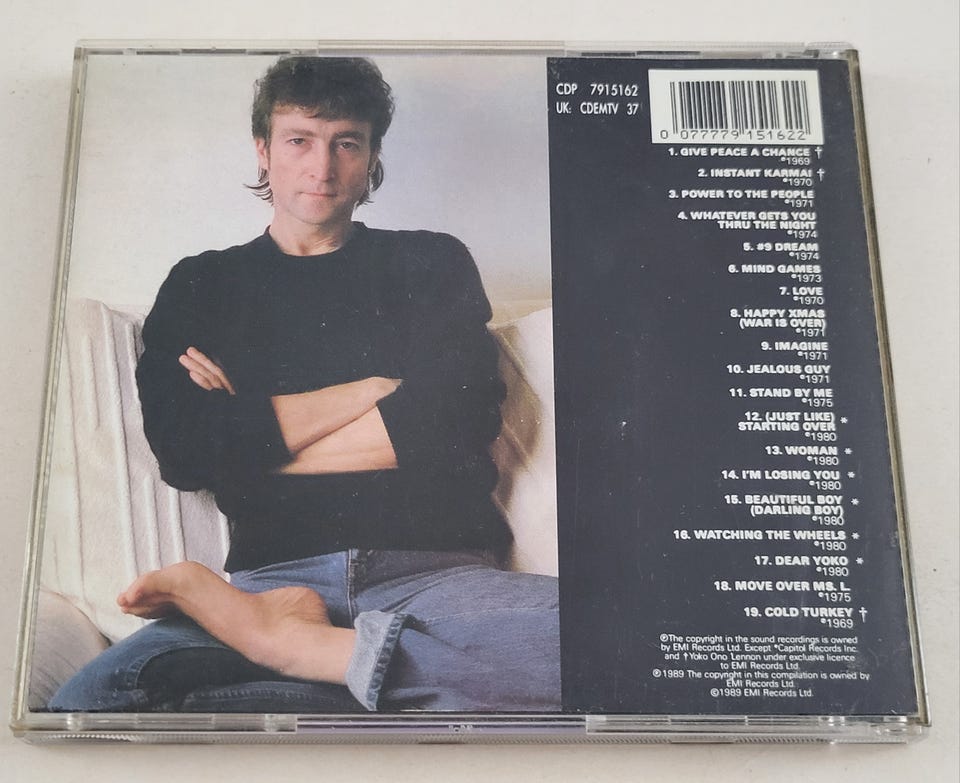 CDP 7915162
UK: CDEMTV 37
0 077779 151622
1. GIVE PEACE A CHANCE †
℗1969
2. INSTANT KARMA! †
℗1970
3. POWER TO THE PEOPLE
℗1971
4. WHATEVER GETS YOU
THRU THE NIGHT
℗1974
5. #9 DREAM
℗1974
6. MIND GAMES
℗1973
7. LOVE
℗1970
8. HAPPY XMAS
(WAR IS OVER)
℗1971
9. IMAGINE
℗1971
10. JEALOUS GUY
℗1971
11. STAND BY ME
℗1975
12. (JUST LIKE) *
STARTING OVER
℗1980
13. WOMAN *
℗1980
14. I'M LOSING YOU *
℗1980
15. BEAUTIFUL BOY *
(DARLING BOY)
℗1980
16. WATCHING THE WHEELS *
℗1980
17. DEAR YOKO *
℗1980
18. MOVE OVER MS. L.
℗1975
19. COLD TURKEY †
℗1969
℗The copyright in the sound recordings is owned
by EMI Records Ltd. Except *Capitol Records Inc.
and †Yoko Ono Lennon under exclusive licence
to EMI Records Ltd.
℗1989 The copyright in this compilation is owned by
EMI Records Ltd.
©1989 EMI Records Ltd.